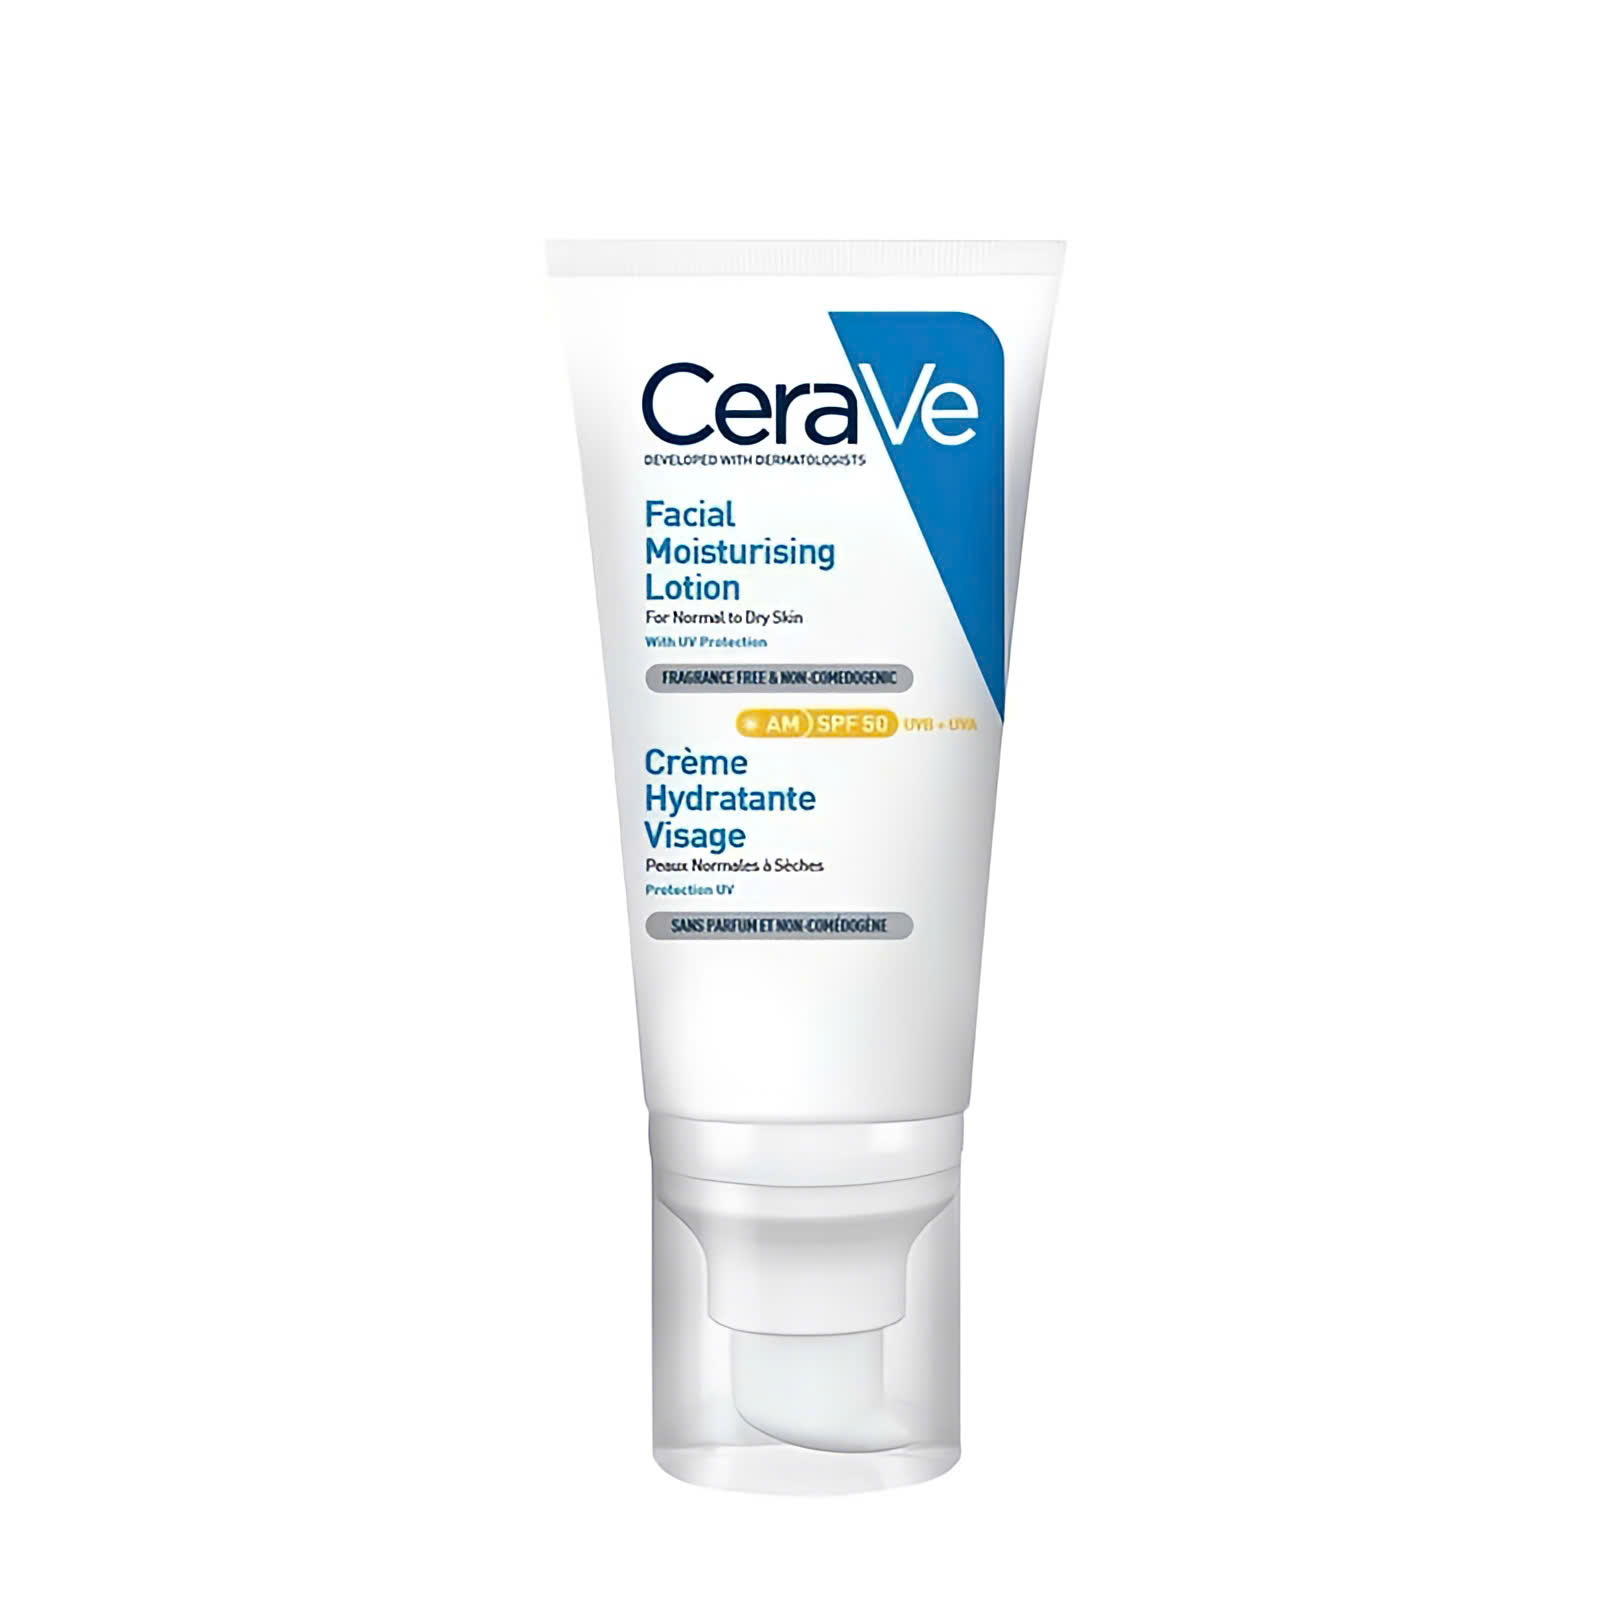 CeraVe
DEVELOPED WITH DERMATOLOGISTS
Facial
Moisturising
Lotion
For Normal to Dry Skin
With UV Protection
FRAGRANCE FREE & NON-COMEDOGENIC
AM SPF 50 UVB + UVA
Crème
Hydratante
Visage
Peaux Normales à Sèches
Protection UV
SANS PARFUM ET NON-COMÉDOGÈNE